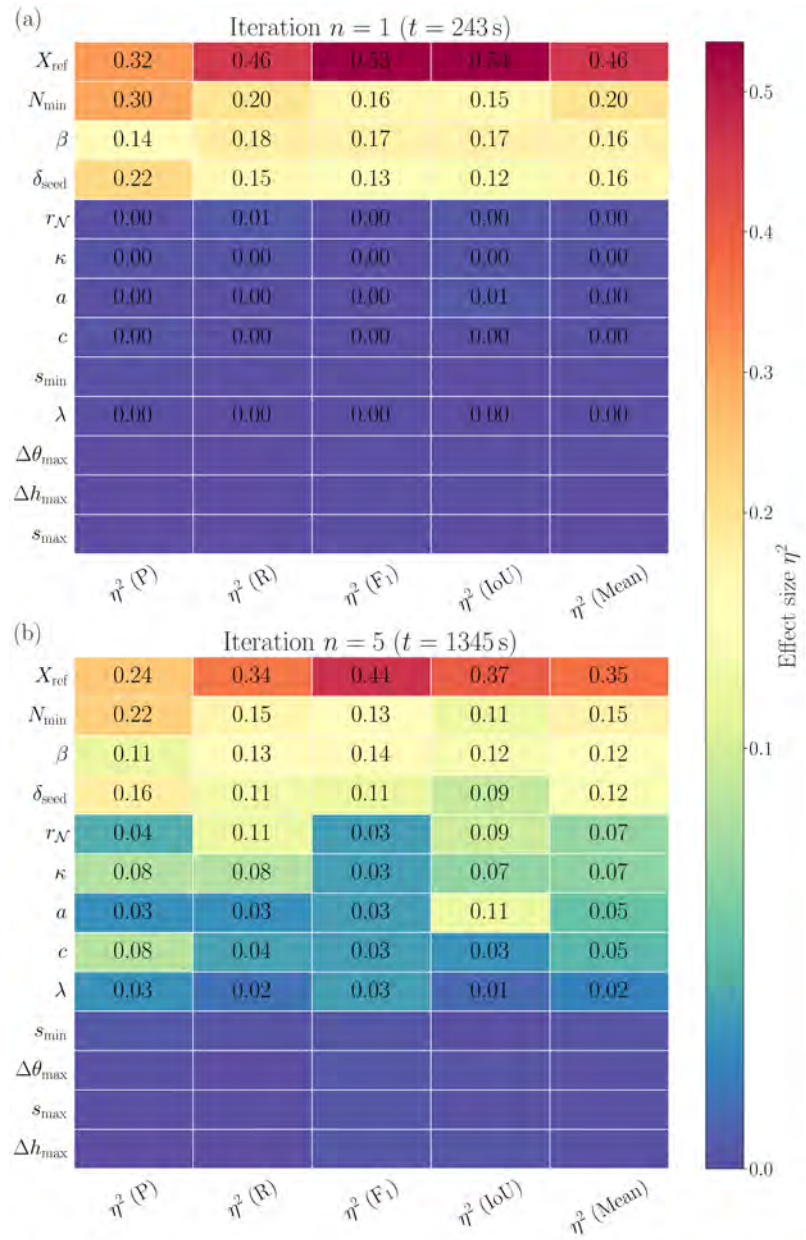 (a)
Iteration n = 1 (t = 243 s)
X_ref 0.32 0.46 0.53 0.54 0.46
N_min 0.30 0.20 0.16 0.15 0.20
β 0.14 0.18 0.17 0.17 0.16
δ_seed 0.22 0.15 0.13 0.12 0.16
r_𝒩 0.00 0.01 0.00 0.00 0.00
κ 0.00 0.00 0.00 0.00 0.00
a 0.00 0.00 0.00 0.01 0.00
c 0.00 0.00 0.00 0.00 0.00
s_min
λ 0.00 0.00 0.00 0.00 0.00
Δθ_max
Δh_max
s_max
η² (P) η² (R) η² (F₁) η² (IoU) η² (Mean)
(b)
Iteration n = 5 (t = 1345 s)
X_ref 0.24 0.34 0.44 0.37 0.35
N_min 0.22 0.15 0.13 0.11 0.15
β 0.11 0.13 0.14 0.12 0.12
δ_seed 0.16 0.11 0.11 0.09 0.12
r_𝒩 0.04 0.11 0.03 0.09 0.07
κ 0.08 0.08 0.03 0.07 0.07
a 0.03 0.03 0.03 0.11 0.05
c 0.08 0.04 0.03 0.03 0.05
λ 0.03 0.02 0.03 0.01 0.02
s_min
Δθ_max
s_max
Δh_max
η² (P) η² (R) η² (F₁) η² (IoU) η² (Mean)
0.5
0.4
0.3
0.2
0.1
0.0
Effect size η²